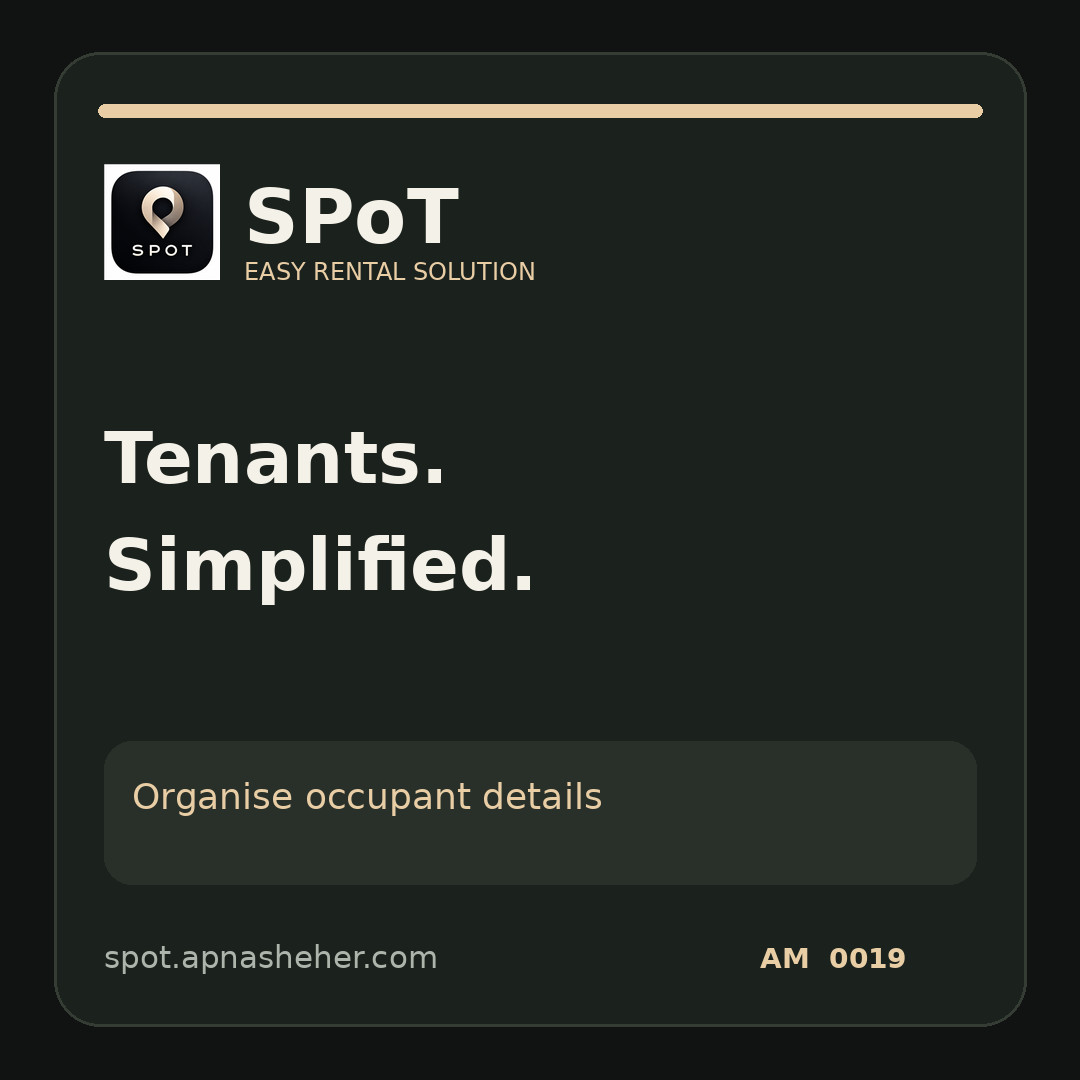 SPOT
SPoT
EASY RENTAL SOLUTION
Tenants.
Simplified.
Organise occupant details
spot.apnasheher.com
AM 0019